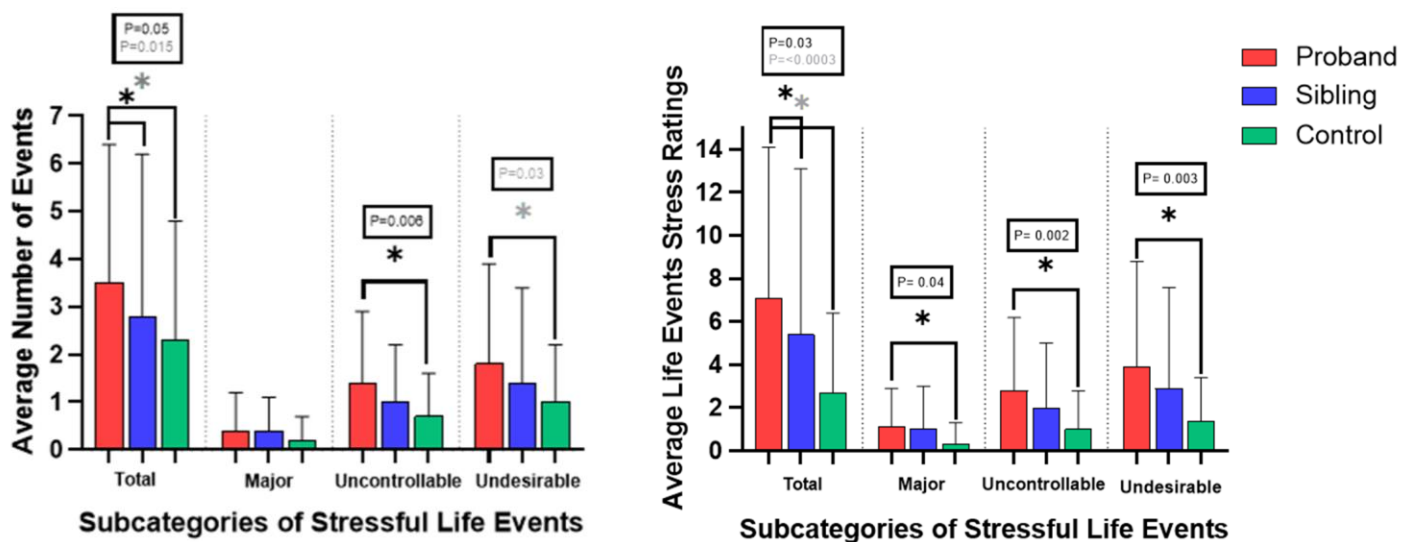 P=0.05
P=0.015
*
*
7
6
5
4
3
2
1
0
Average Number of Events
P=0.006
*
P=0.03
*
Total
Major
Uncontrollable
Undesirable
Subcategories of Stressful Life Events
P=0.03
P=<0.0003
*
*
14
12
10
8
6
4
2
0
Average Life Events Stress Ratings
P= 0.04
*
P= 0.002
*
P= 0.003
*
Total
Major
Uncontrollable
Undesirable
Subcategories of Stressful Life Events
Proband
Sibling
Control